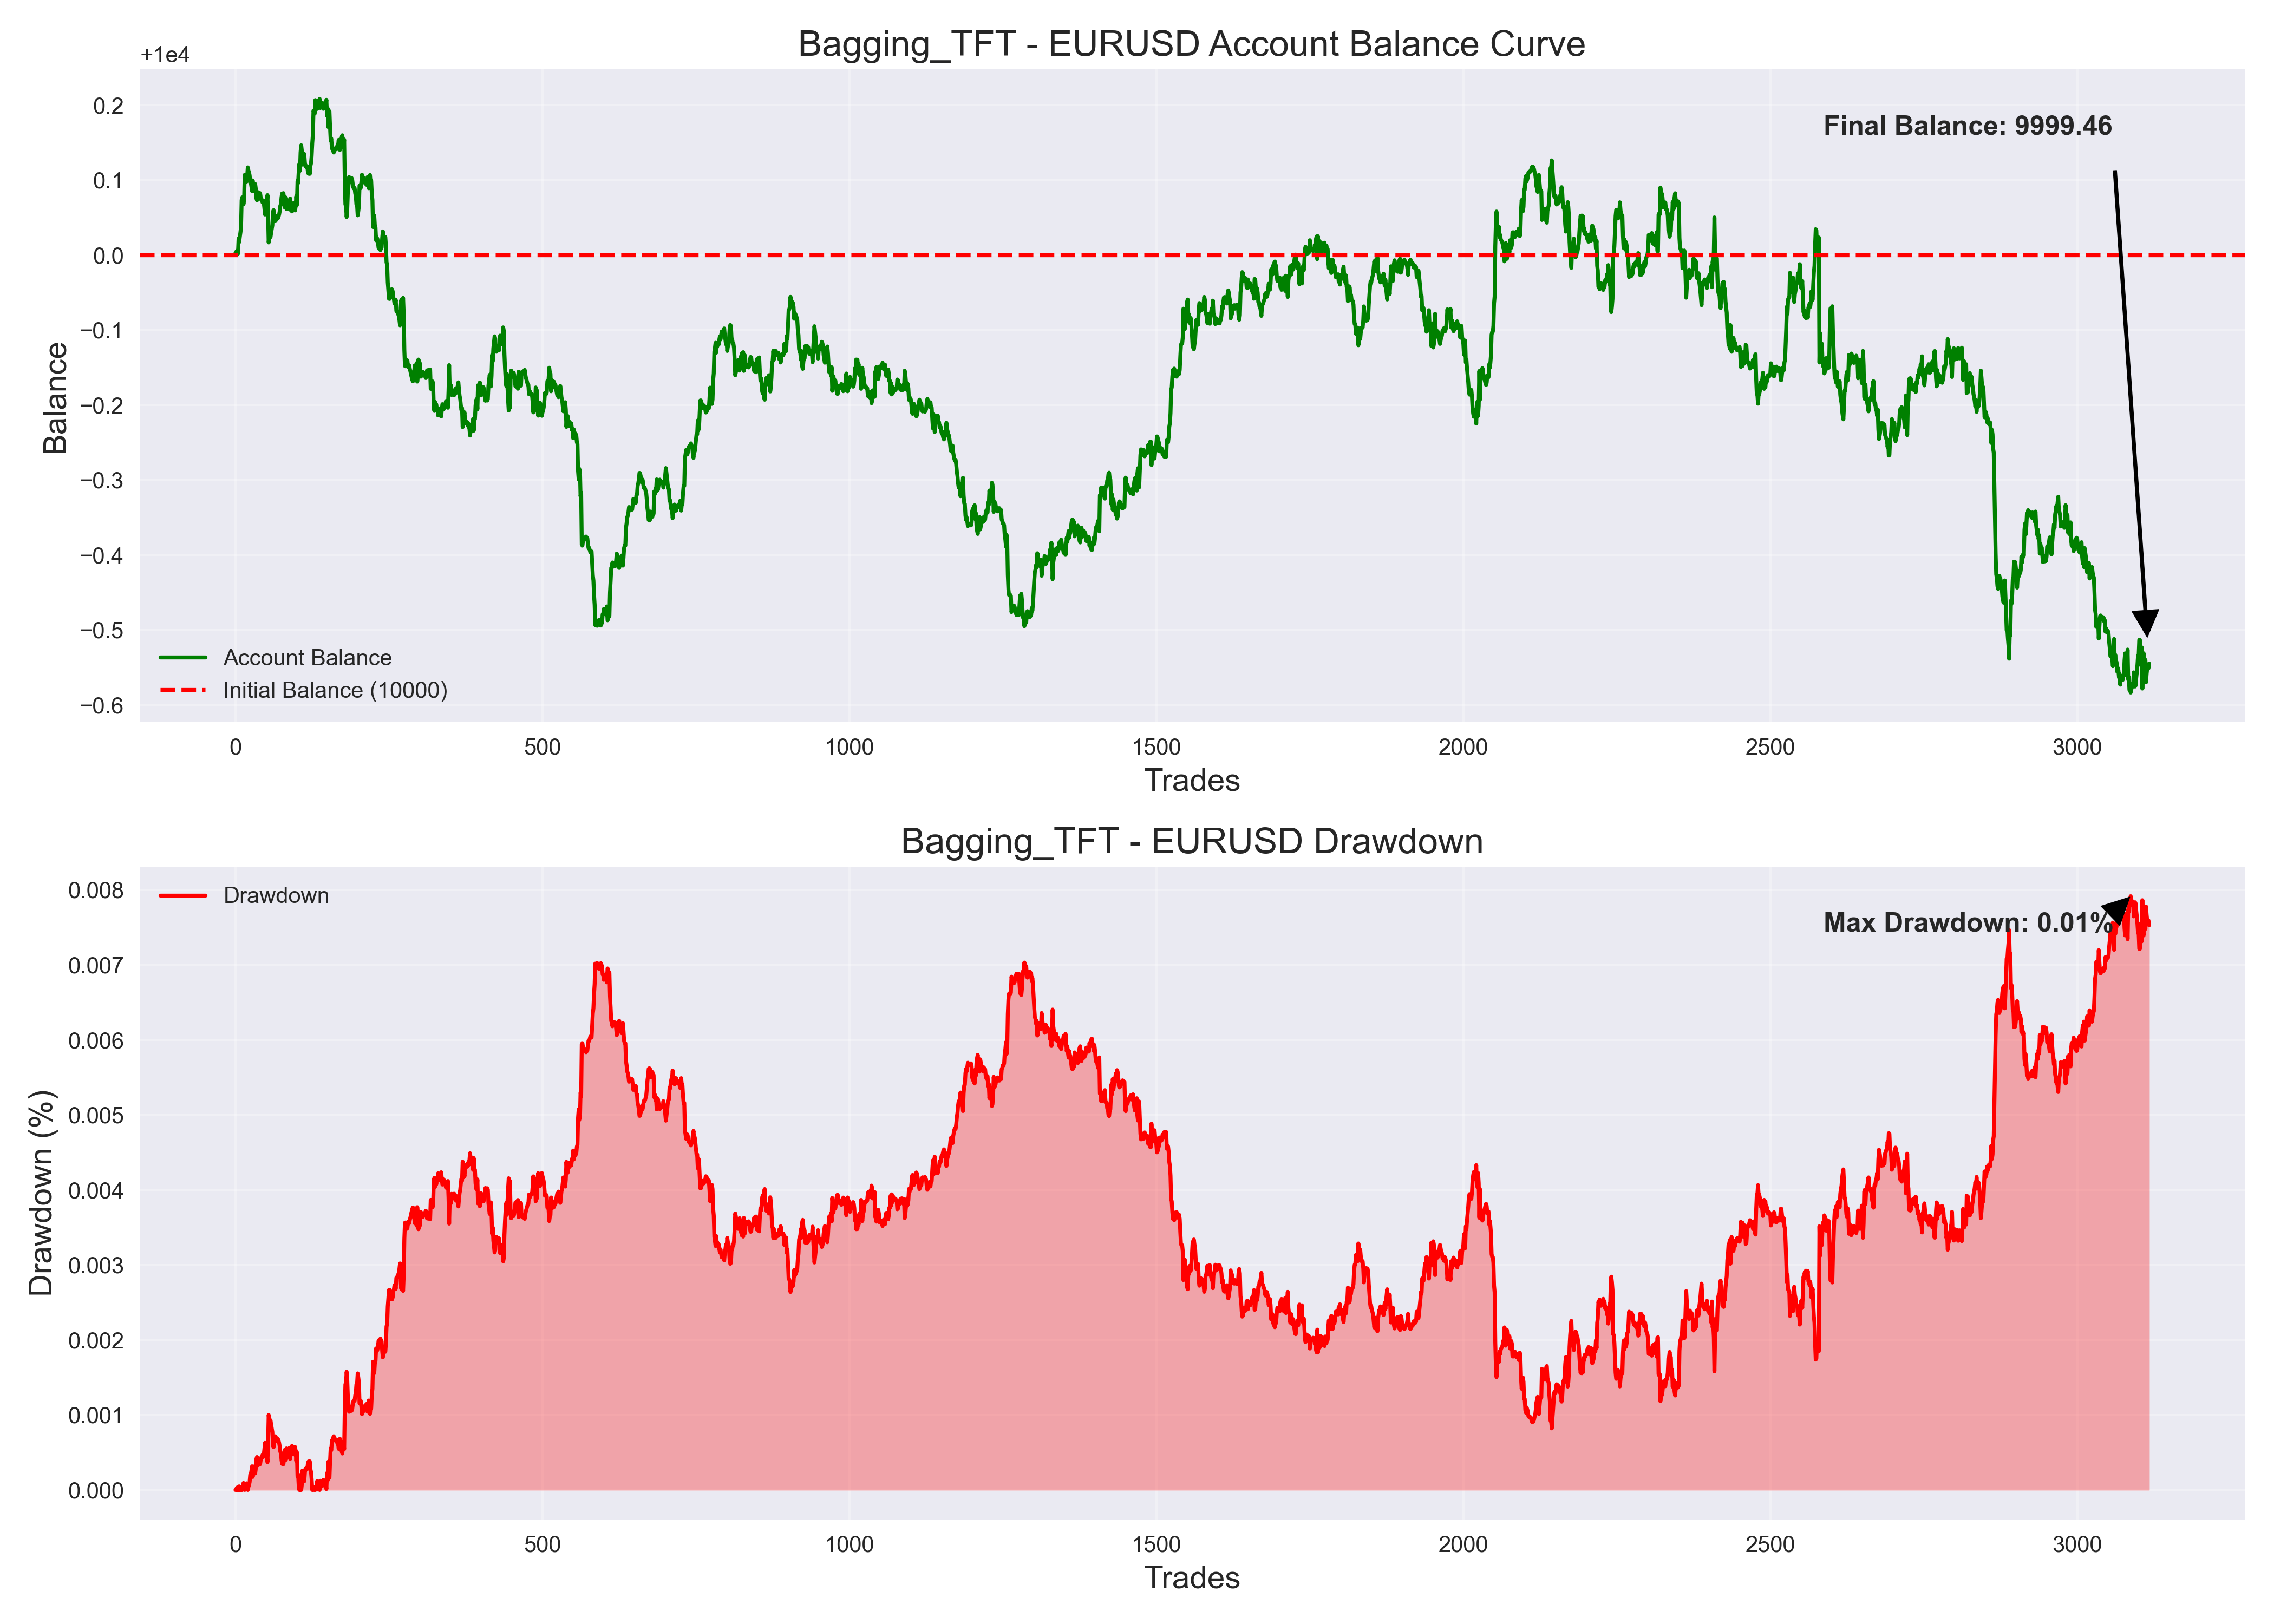 Bagging_TFT - EURUSD Account Balance Curve
+1e4
0.2
0.1
0.0
−0.1
−0.2
−0.3
−0.4
−0.5
−0.6
Balance
Final Balance: 9999.46
Account Balance
Initial Balance (10000)
0 500 1000 1500 2000 2500 3000
Trades
Bagging_TFT - EURUSD Drawdown
0.008
0.007
0.006
0.005
0.004
0.003
0.002
0.001
0.000
Drawdown (%)
Drawdown
Max Drawdown: 0.01%
0 500 1000 1500 2000 2500 3000
Trades